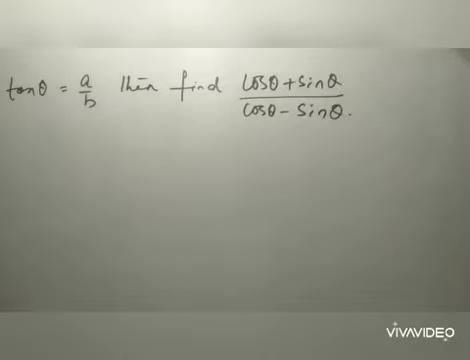 tanθ = a/b then find (cosθ + sinθ)/(cosθ - sinθ).
VIVAVIDEO